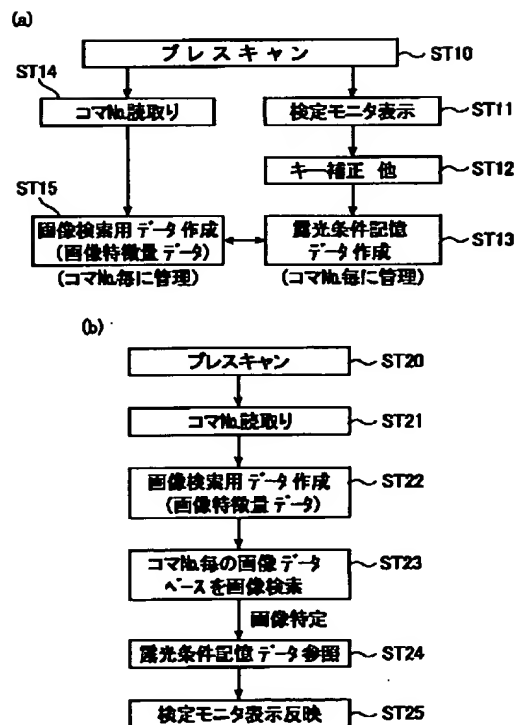 (a)
プレスキャン ST10
ST14
コマNo.読取り
検定モニタ表示 ST11
キー補正 他 ST12
ST15
画像検索用データ作成
(画像特徴量データ)
(コマNo.毎に管理)
露光条件記憶
データ作成
ST13
(コマNo.毎に管理)
(b)
プレスキャン ST20
コマNo.読取り ST21
画像検索用データ作成
(画像特徴量データ)
ST22
コマNo.毎の画像データ
ベースを画像検索
ST23
画像特定
露光条件記憶データ参照 ST24
検定モニタ表示反映 ST25